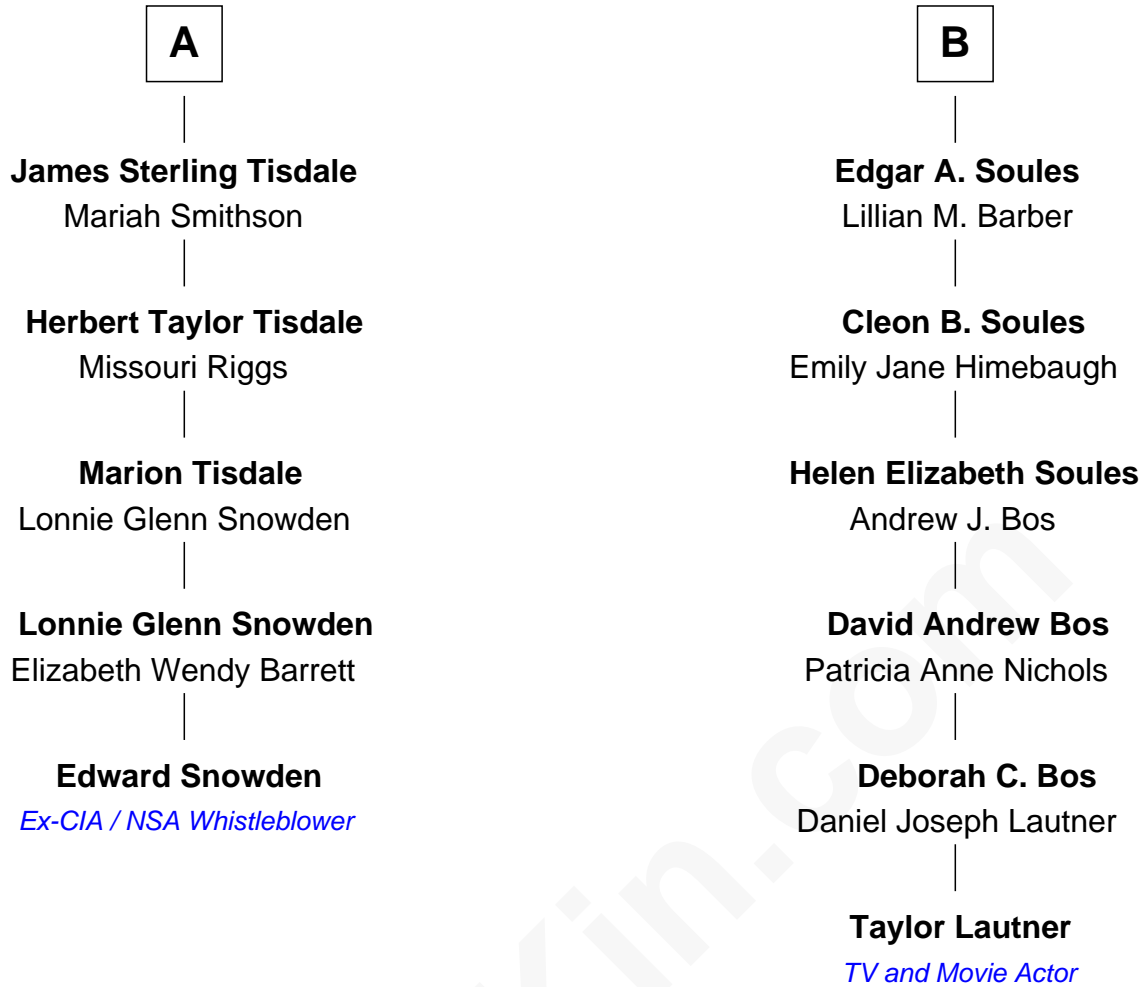 A
James Sterling Tisdale
Mariah Smithson
Herbert Taylor Tisdale
Missouri Riggs
Marion Tisdale
Lonnie Glenn Snowden
Lonnie Glenn Snowden
Elizabeth Wendy Barrett
Edward Snowden
Ex-CIA / NSA Whistleblower
B
Edgar A. Soules
Lillian M. Barber
Cleon B. Soules
Emily Jane Himebaugh
Helen Elizabeth Soules
Andrew J. Bos
David Andrew Bos
Patricia Anne Nichols
Deborah C. Bos
Daniel Joseph Lautner
Taylor Lautner
TV and Movie Actor